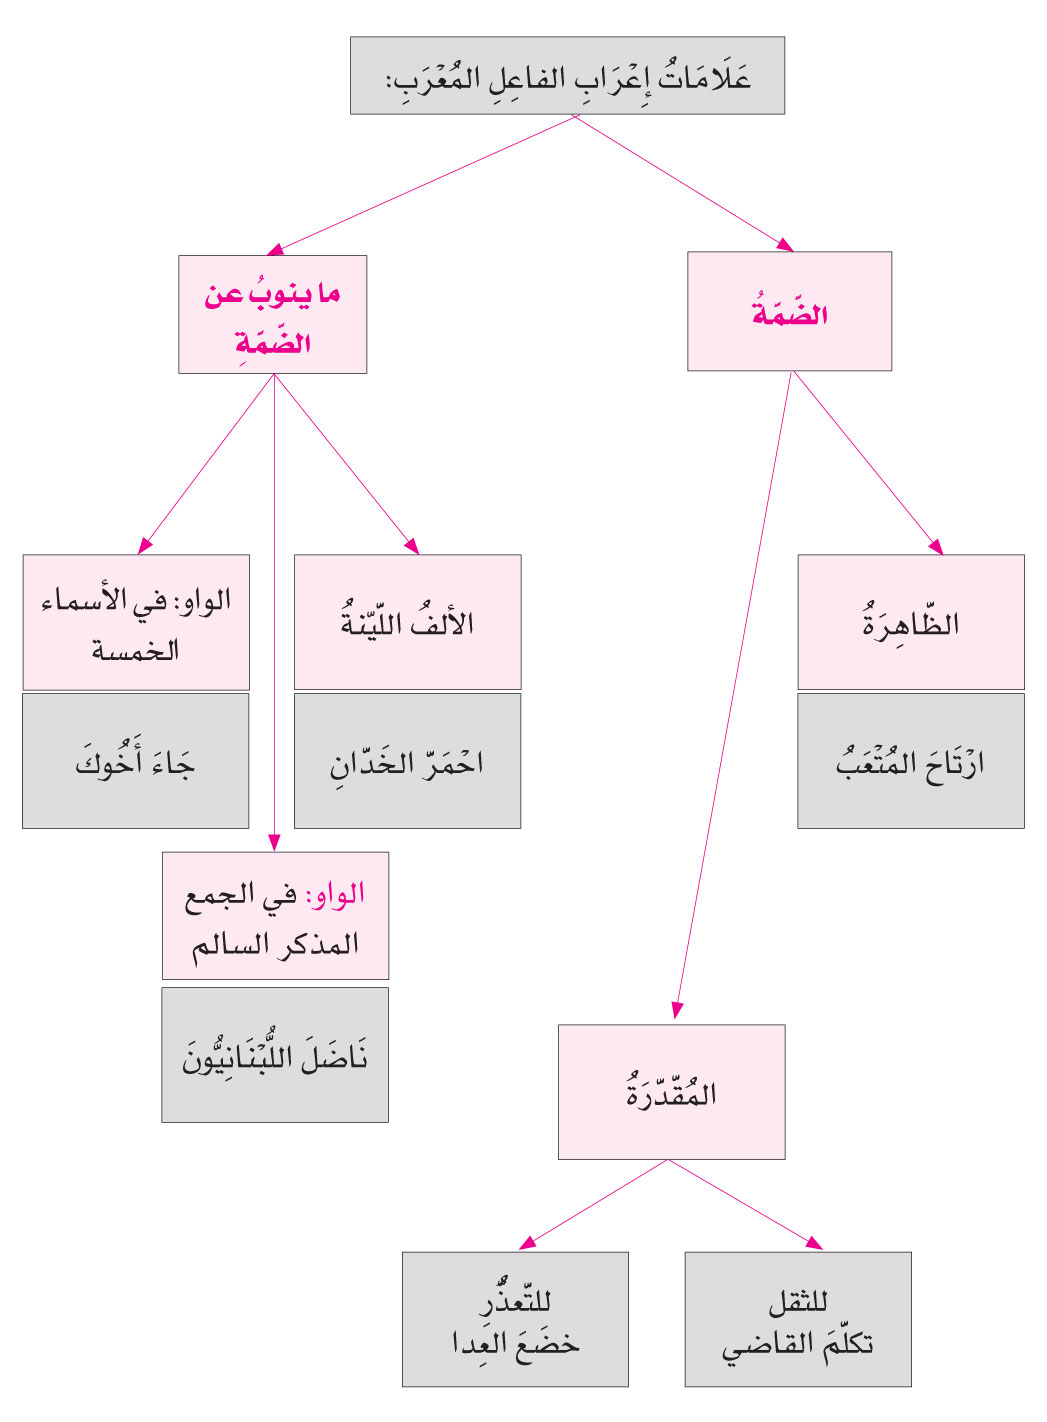 عَلَامَاتُ إِعْرَابِ الفاعِلِ المُعْرَبِ:
الضّمّةُ
ما ينوبُ عن
الضّمّةِ
الظّاهِرَةُ
ارْتَاحَ المُتْعَبُ
الألفُ اللّيّنةُ
احْمَرّ الخَدّانِ
الواو: في الأسماء
الخمسة
جَاءَ أَخُوكَ
الواو: في الجمع
المذكر السالم
نَاضَلَ اللُّبْنَانِيُّونَ
المُقّدّرَةُ
للثقل
تكلّمَ القاضي
للتّعذُّرِ
خضَعَ العِدا